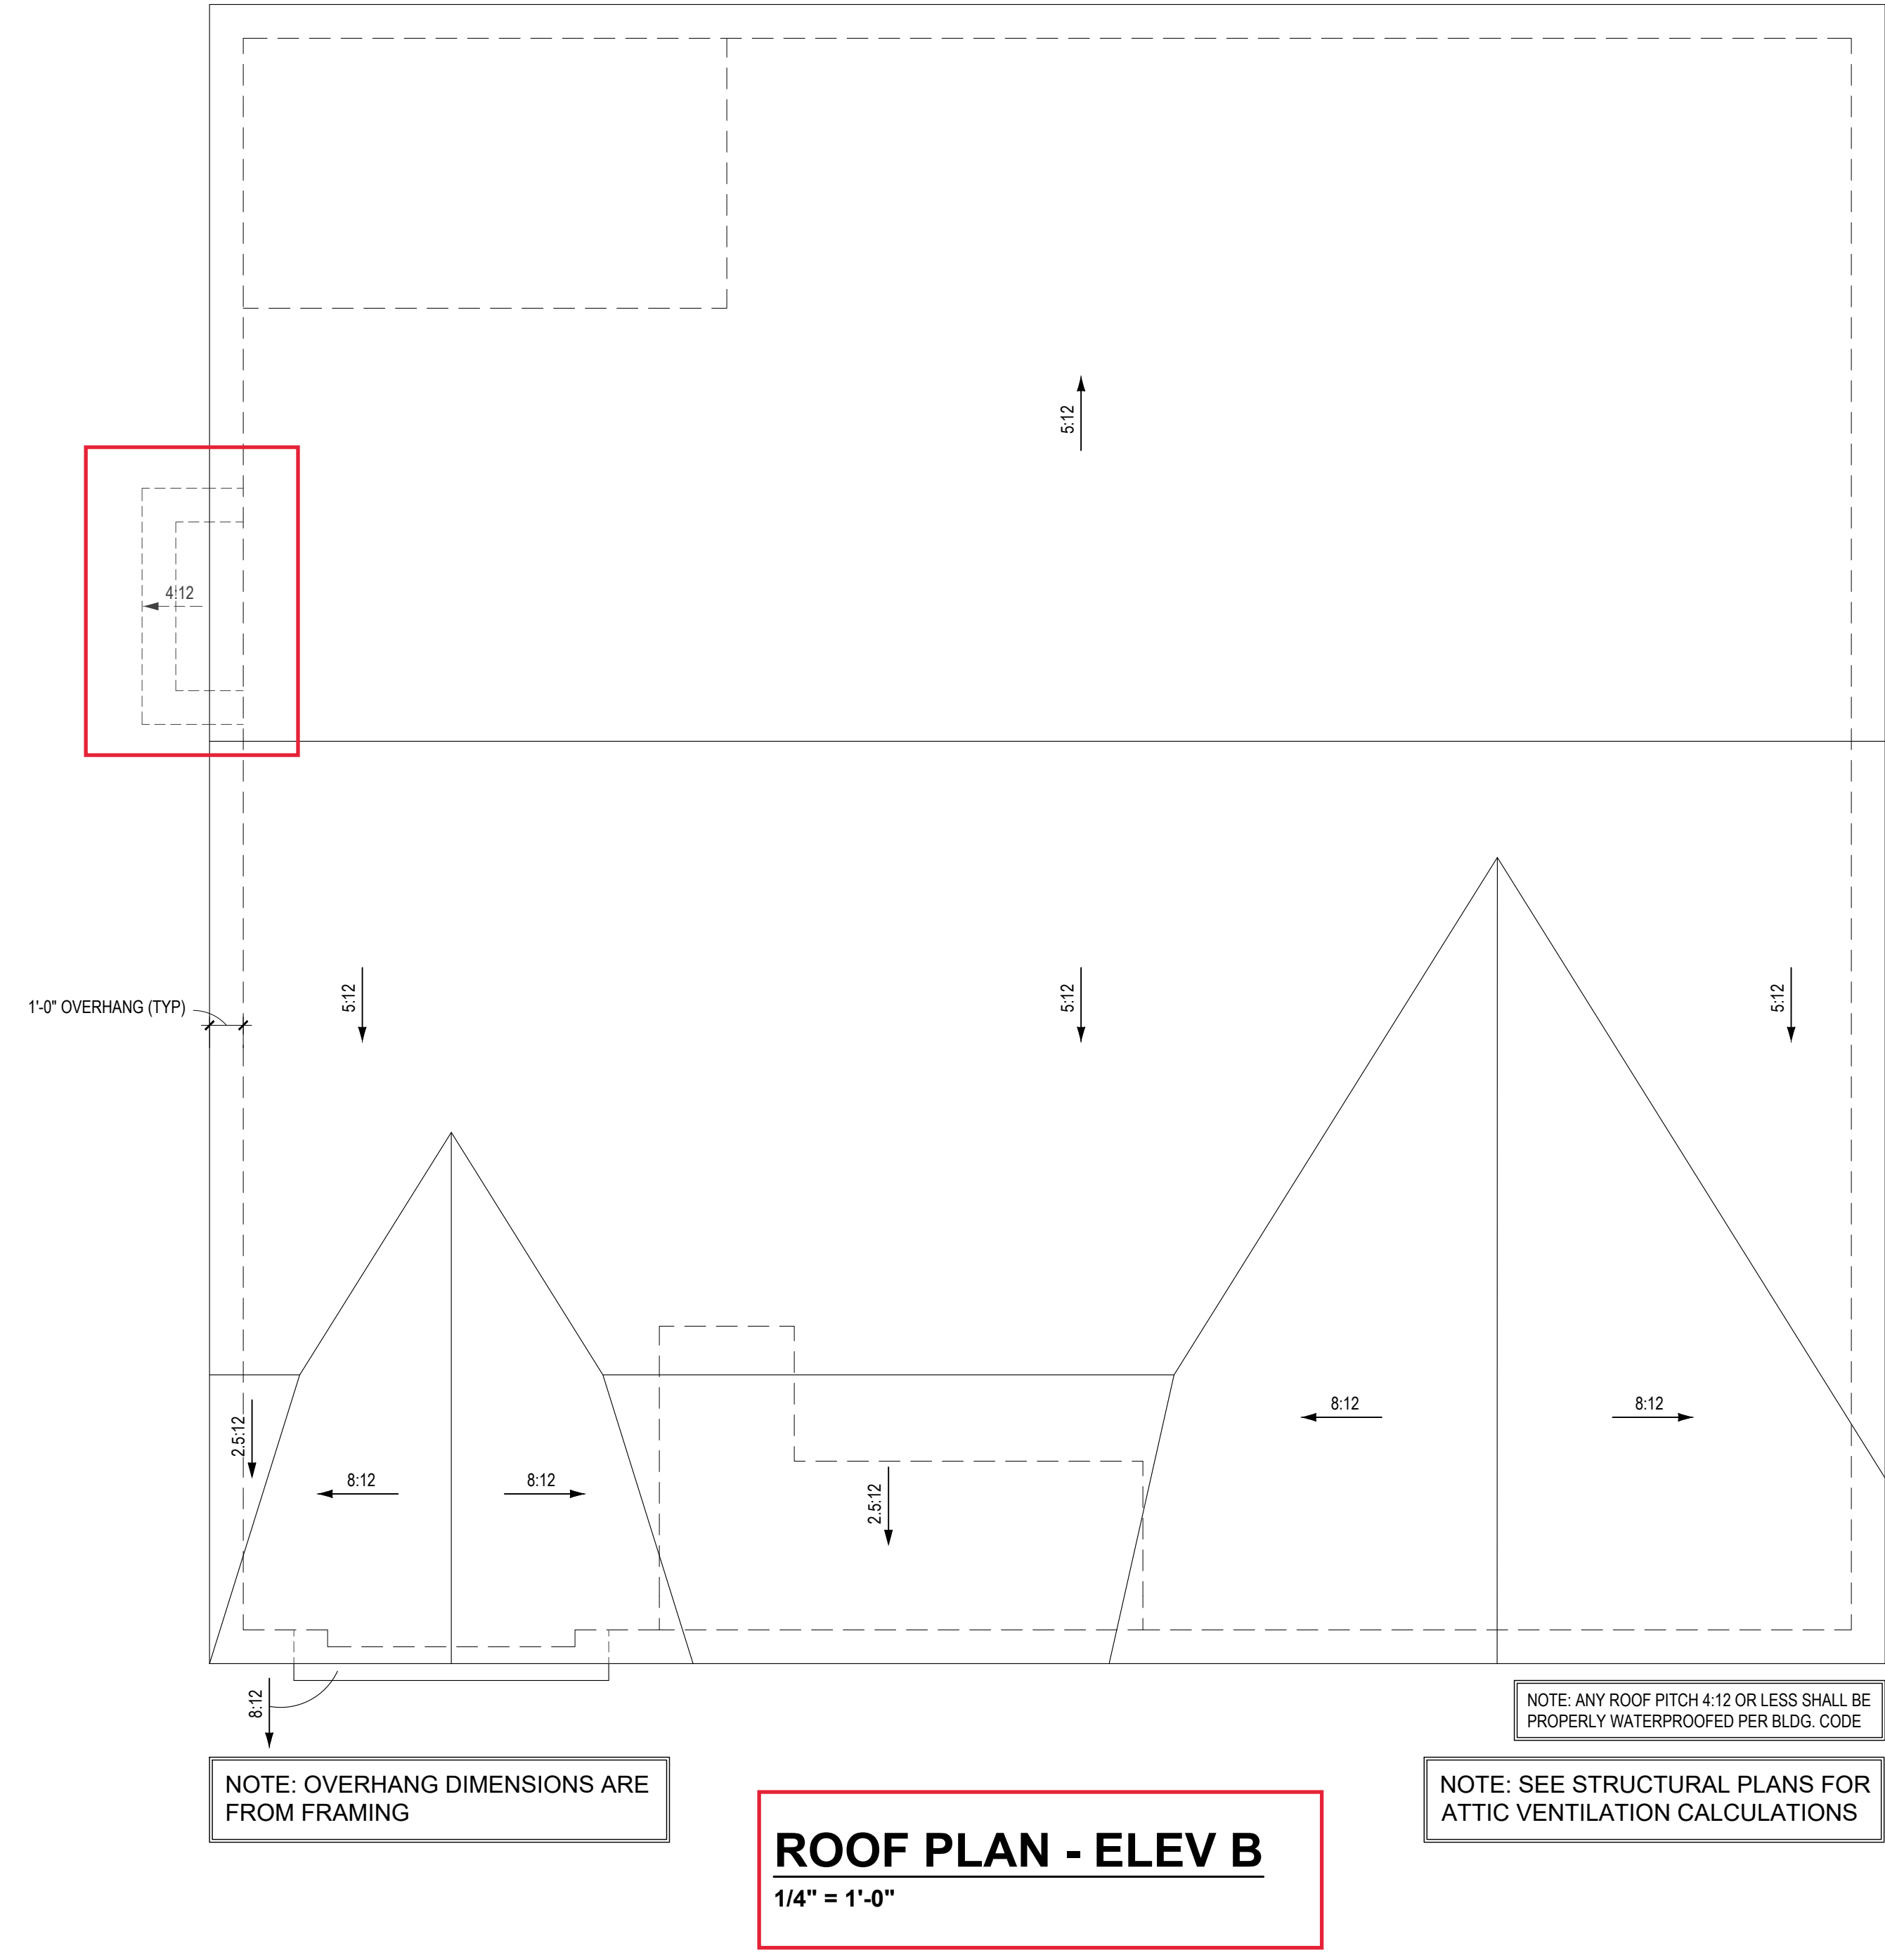 5:12
4:12
1'-0" OVERHANG (TYP)
5:12
5:12
5:12
2.5:12
8:12
8:12
2.5:12
8:12
8:12
8:12
NOTE: ANY ROOF PITCH 4:12 OR LESS SHALL BE
PROPERLY WATERPROOFED PER BLDG. CODE
NOTE: OVERHANG DIMENSIONS ARE
FROM FRAMING
NOTE: SEE STRUCTURAL PLANS FOR
ATTIC VENTILATION CALCULATIONS
ROOF PLAN - ELEV B
1/4" = 1'-0"